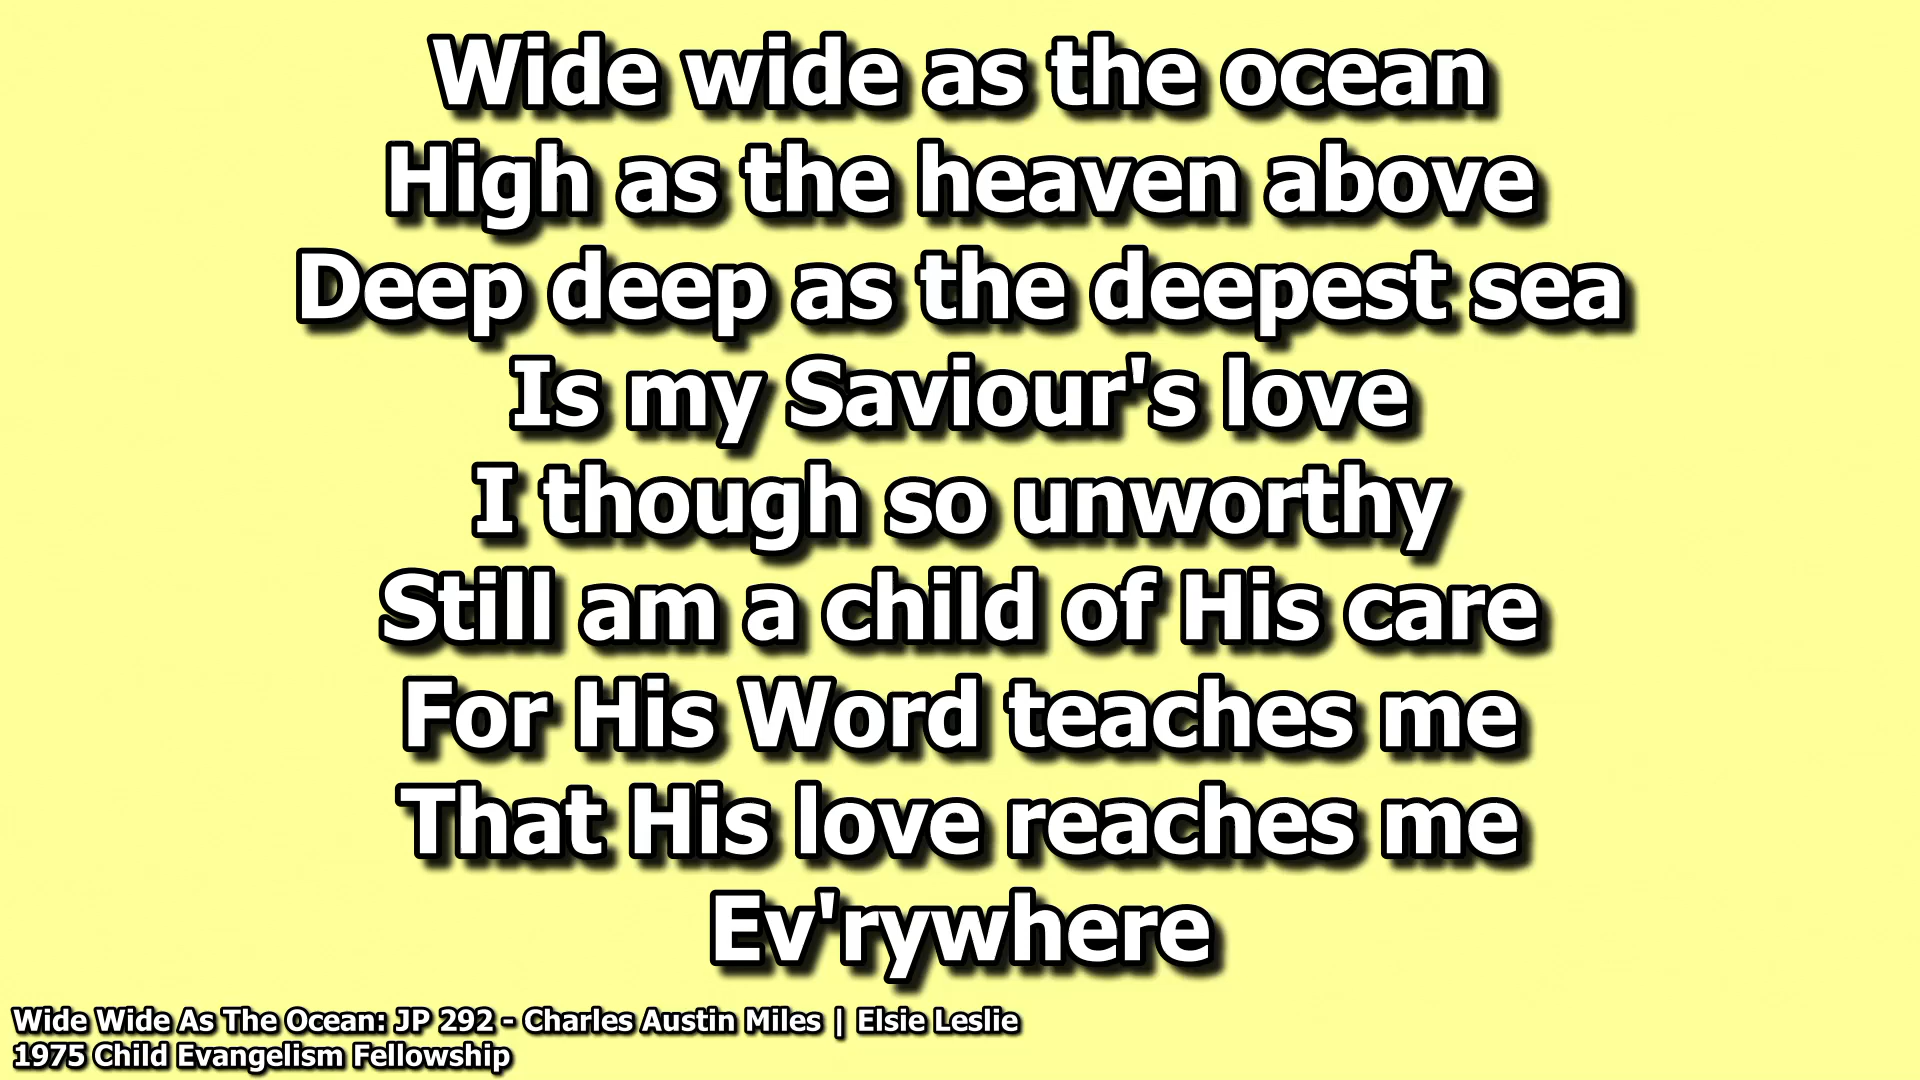 Wide wide as the ocean
High as the heaven above
Deep deep as the deepest sea
Is my Saviour's love
I though so unworthy
Still am a child of His care
For His Word teaches me
That His love reaches me
Ev'rywhere
Wide Wide As The Ocean: JP 292 - Charles Austin Miles | Elsie Leslie
1975 Child Evangelism Fellowship